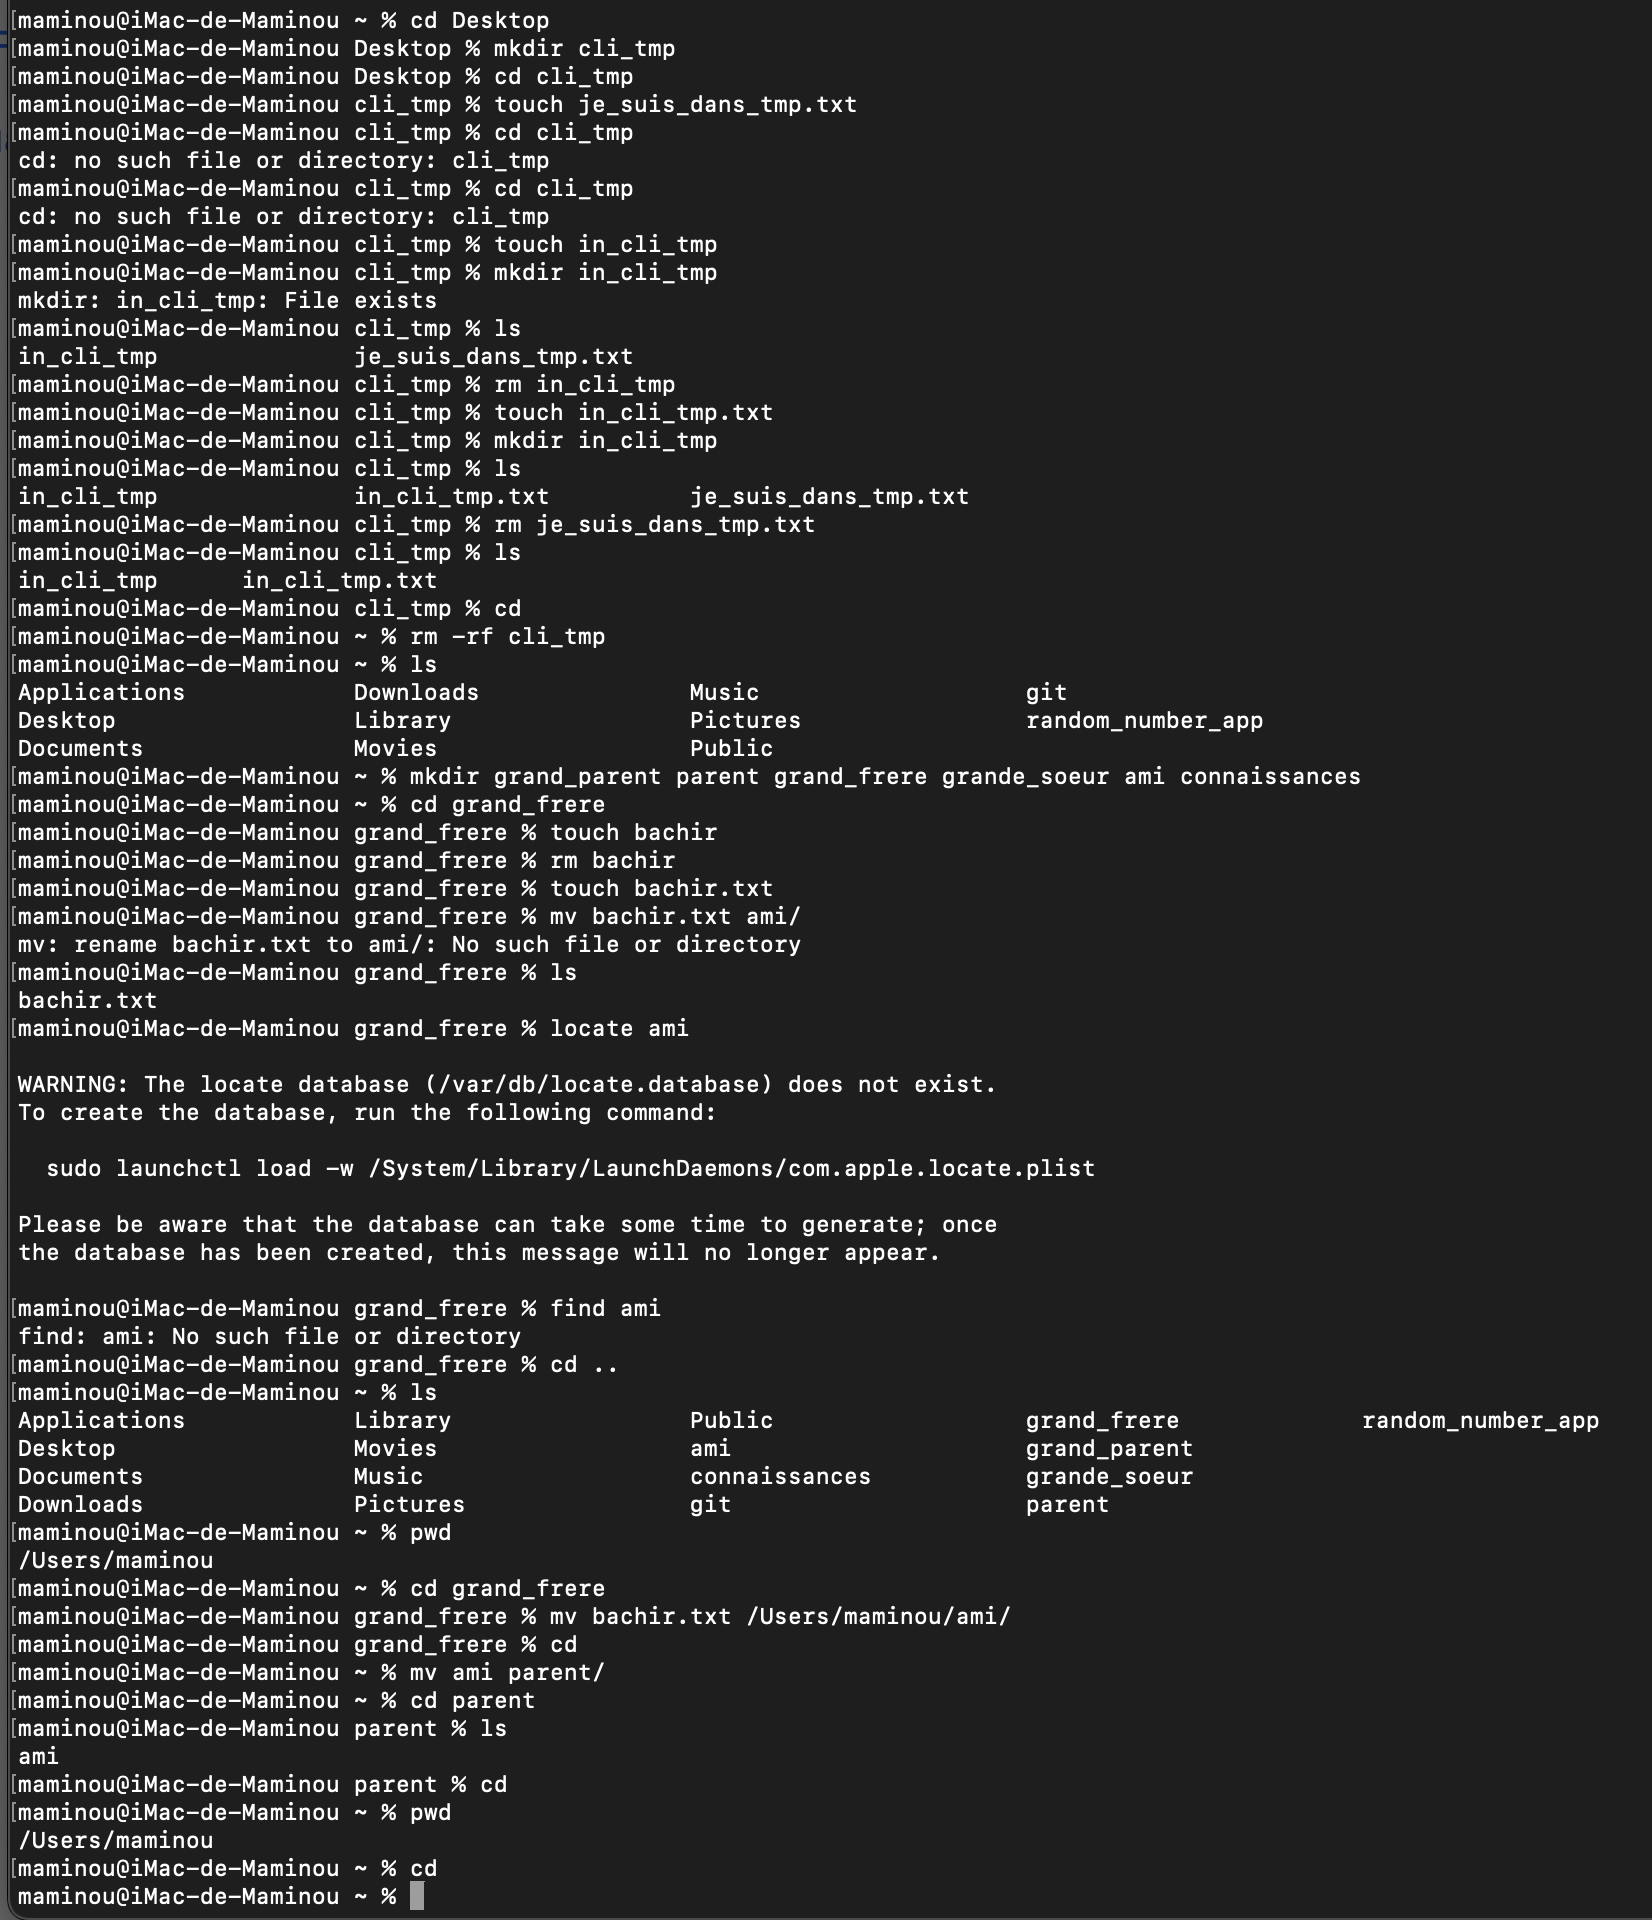 [maminou@iMac-de-Maminou ~ % cd Desktop
[maminou@iMac-de-Maminou Desktop % mkdir cli_tmp
[maminou@iMac-de-Maminou Desktop % cd cli_tmp
[maminou@iMac-de-Maminou cli_tmp % touch je_suis_dans_tmp.txt
[maminou@iMac-de-Maminou cli_tmp % cd cli_tmp
cd: no such file or directory: cli_tmp
[maminou@iMac-de-Maminou cli_tmp % cd cli_tmp
cd: no such file or directory: cli_tmp
[maminou@iMac-de-Maminou cli_tmp % touch in_cli_tmp
[maminou@iMac-de-Maminou cli_tmp % mkdir in_cli_tmp
mkdir: in_cli_tmp: File exists
[maminou@iMac-de-Maminou cli_tmp % ls
in_cli_tmp              je_suis_dans_tmp.txt
[maminou@iMac-de-Maminou cli_tmp % rm in_cli_tmp
[maminou@iMac-de-Maminou cli_tmp % touch in_cli_tmp.txt
[maminou@iMac-de-Maminou cli_tmp % mkdir in_cli_tmp
[maminou@iMac-de-Maminou cli_tmp % ls
in_cli_tmp              in_cli_tmp.txt          je_suis_dans_tmp.txt
[maminou@iMac-de-Maminou cli_tmp % rm je_suis_dans_tmp.txt
[maminou@iMac-de-Maminou cli_tmp % ls
in_cli_tmp      in_cli_tmp.txt
[maminou@iMac-de-Maminou cli_tmp % cd
[maminou@iMac-de-Maminou ~ % rm -rf cli_tmp
[maminou@iMac-de-Maminou ~ % ls
Applications            Downloads               Music                   git
Desktop                 Library                 Pictures                random_number_app
Documents               Movies                  Public
[maminou@iMac-de-Maminou ~ % mkdir grand_parent parent grand_frere grande_soeur ami connaissances
[maminou@iMac-de-Maminou ~ % cd grand_frere
[maminou@iMac-de-Maminou grand_frere % touch bachir
[maminou@iMac-de-Maminou grand_frere % rm bachir
[maminou@iMac-de-Maminou grand_frere % touch bachir.txt
[maminou@iMac-de-Maminou grand_frere % mv bachir.txt ami/
mv: rename bachir.txt to ami/: No such file or directory
[maminou@iMac-de-Maminou grand_frere % ls
bachir.txt
[maminou@iMac-de-Maminou grand_frere % locate ami

WARNING: The locate database (/var/db/locate.database) does not exist.
To create the database, run the following command:

  sudo launchctl load -w /System/Library/LaunchDaemons/com.apple.locate.plist

Please be aware that the database can take some time to generate; once
the database has been created, this message will no longer appear.

[maminou@iMac-de-Maminou grand_frere % find ami
find: ami: No such file or directory
[maminou@iMac-de-Maminou grand_frere % cd ..
[maminou@iMac-de-Maminou ~ % ls
Applications            Library                 Public                  grand_frere             random_number_app
Desktop                 Movies                  ami                     grand_parent
Documents               Music                   connaissances           grande_soeur
Downloads               Pictures                git                     parent
[maminou@iMac-de-Maminou ~ % pwd
/Users/maminou
[maminou@iMac-de-Maminou ~ % cd grand_frere
[maminou@iMac-de-Maminou grand_frere % mv bachir.txt /Users/maminou/ami/
[maminou@iMac-de-Maminou grand_frere % cd
[maminou@iMac-de-Maminou ~ % mv ami parent/
[maminou@iMac-de-Maminou ~ % cd parent
[maminou@iMac-de-Maminou parent % ls
ami
[maminou@iMac-de-Maminou parent % cd
[maminou@iMac-de-Maminou ~ % pwd
/Users/maminou
[maminou@iMac-de-Maminou ~ % cd
maminou@iMac-de-Maminou ~ %